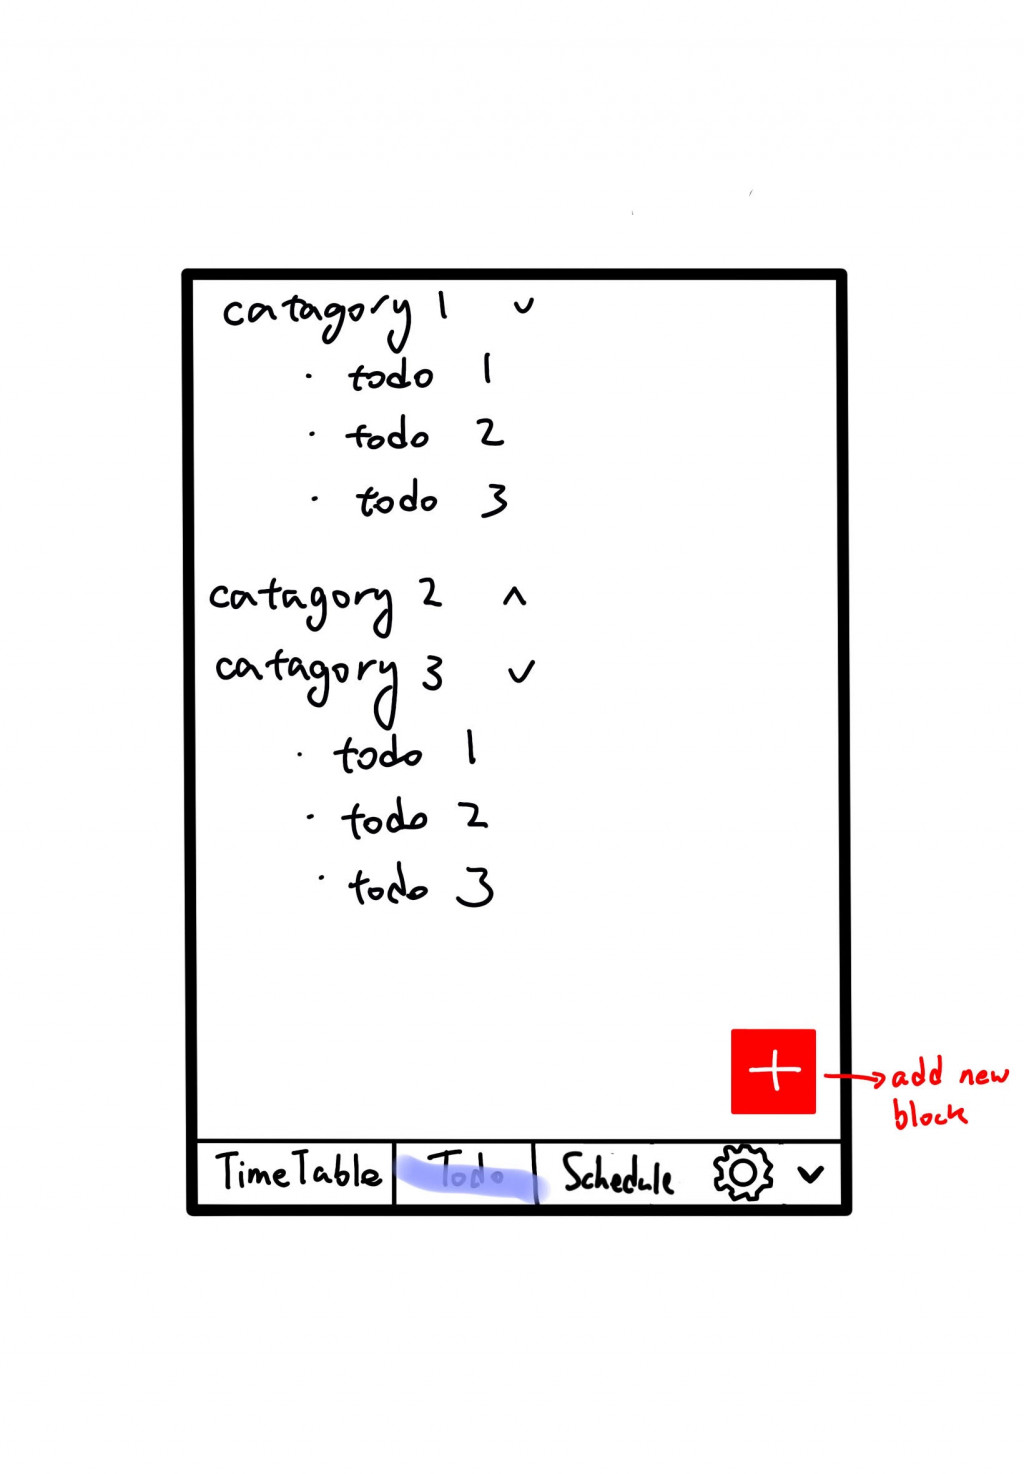 catagory 1
· todo 1
· todo 2
· todo 3
catagory 2
catagory 3
· todo 1
· todo 2
· todo 3
add new
block
TimeTable Todo Schedule